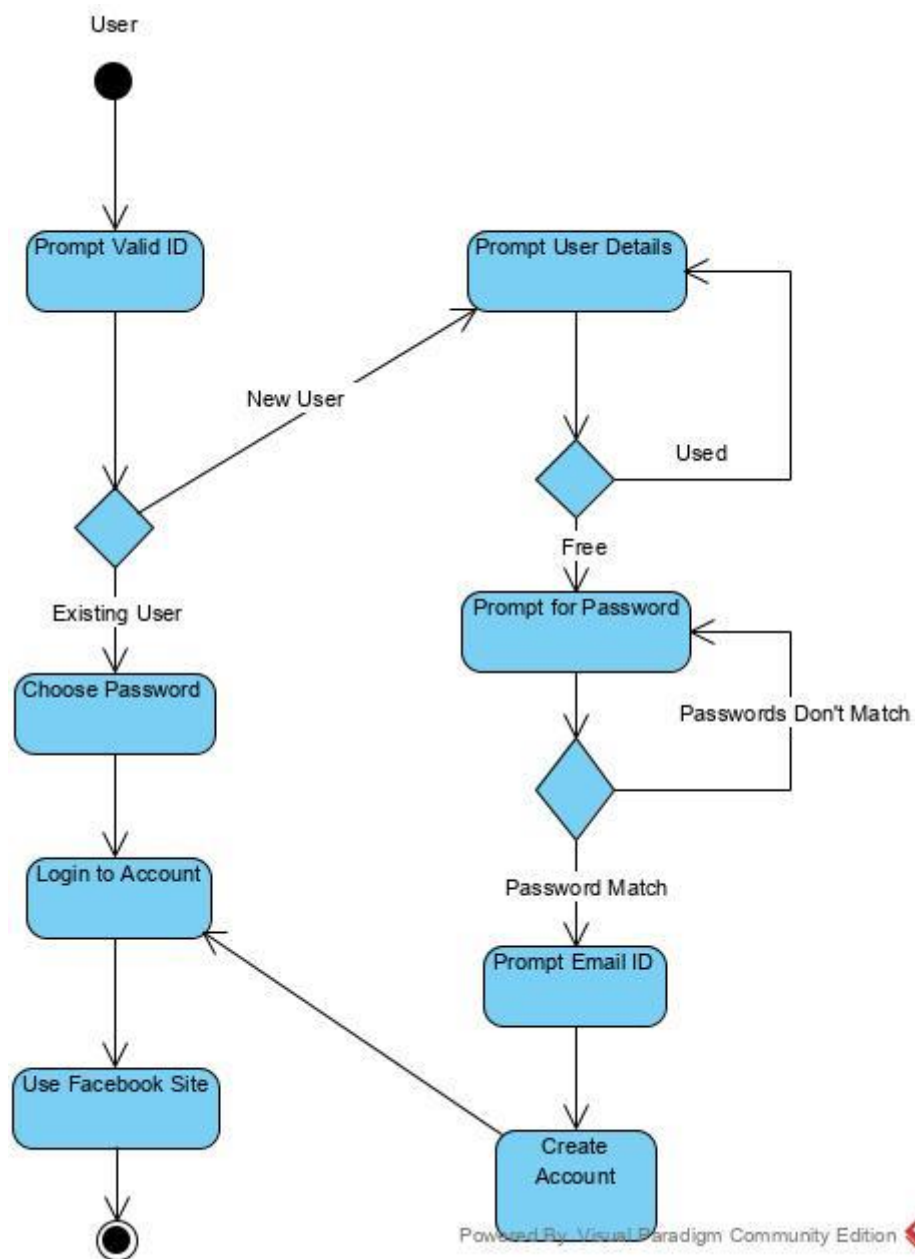 User
Prompt Valid ID
Prompt User Details
New User
Used
Free
Existing User
Prompt for Password
Choose Password
Passwords Don't Match
Login to Account
Password Match
Prompt Email ID
Use Facebook Site
Create
Account
Powered By Visual Paradigm Community Edition